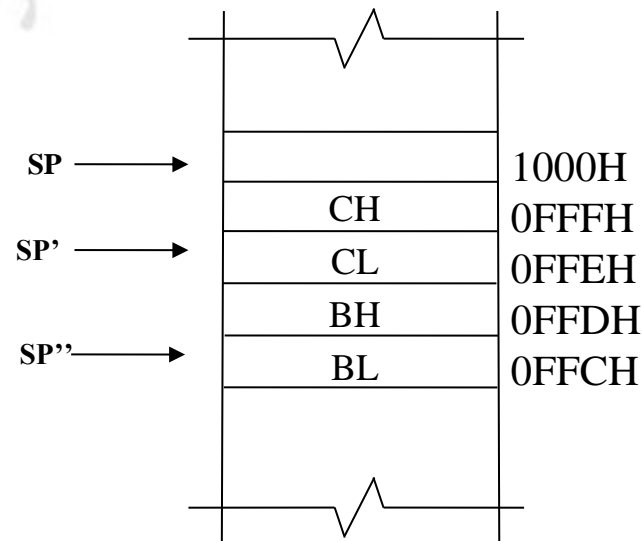 SP
1000H
CH
0FFFH
SP’
CL
0FFEH
BH
0FFDH
SP’’
BL
0FFCH